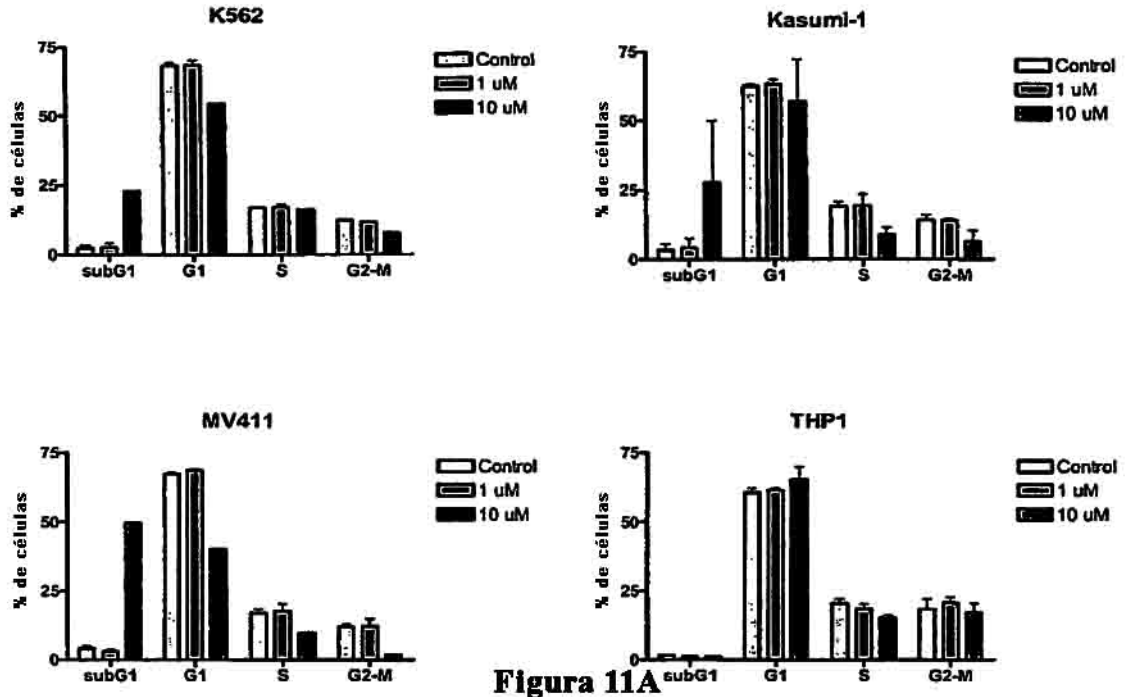 K562
75
50
25
0
% de células
subG1 G1 S G2-M
Control
1 uM
10 uM
Kasumi-1
75
50
25
0
% de células
subG1 G1 S G2-M
Control
1 uM
10 uM
MV411
75
50
25
0
% de células
subG1 G1 S G2-M
Control
1 uM
10 uM
THP1
75
50
25
0
% de células
subG1 G1 S G2-M
Control
1 uM
10 uM
Figura 11A